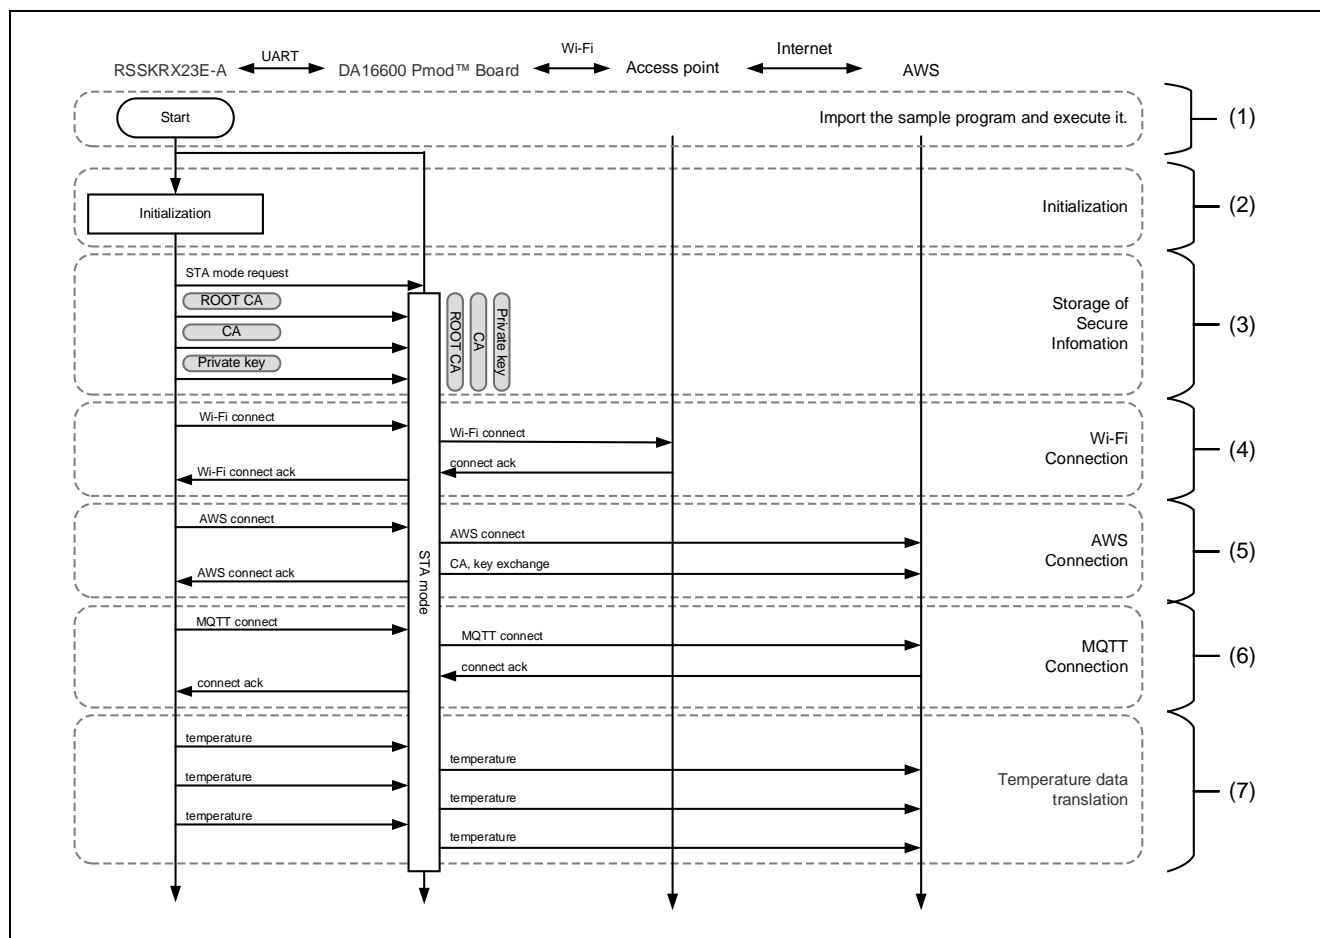 UART
Wi-Fi
Internet
RSSKRX23E-A
DA16600 Pmod™ Board
Access point
AWS
Start
Import the sample program and execute it.
(1)
Initialization
Initialization
(2)
STA mode request
ROOT CA
CA
Private key
ROOT CA
CA
Private key
Storage of
Secure
Infomation
(3)
Wi-Fi connect
Wi-Fi connect
connect ack
Wi-Fi connect ack
Wi-Fi
Connection
(4)
AWS connect
AWS connect
CA, key exchange
AWS connect ack
STA mode
AWS
Connection
(5)
MQTT connect
MQTT connect
connect ack
connect ack
MQTT
Connection
(6)
temperature
temperature
temperature
temperature
temperature
temperature
Temperature data
translation
(7)